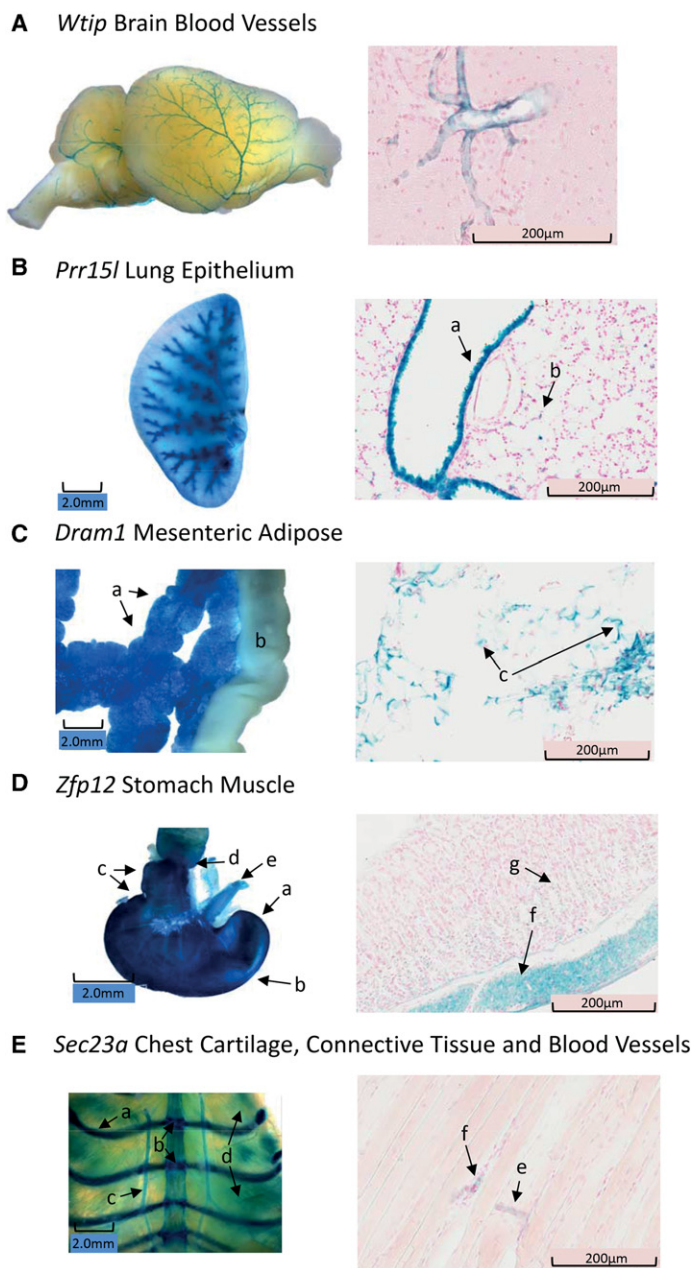 A Wtip Brain Blood Vessels
200µm
B Prr15l Lung Epithelium
a
b
2.0mm
200µm
C Dram1 Mesenteric Adipose
a
b
c
2.0mm
200µm
D Zfp12 Stomach Muscle
c
d
e
a
b
g
f
2.0mm
200µm
E Sec23a Chest Cartilage, Connective Tissue and Blood Vessels
a
b
c
d
f
e
2.0mm
200µm